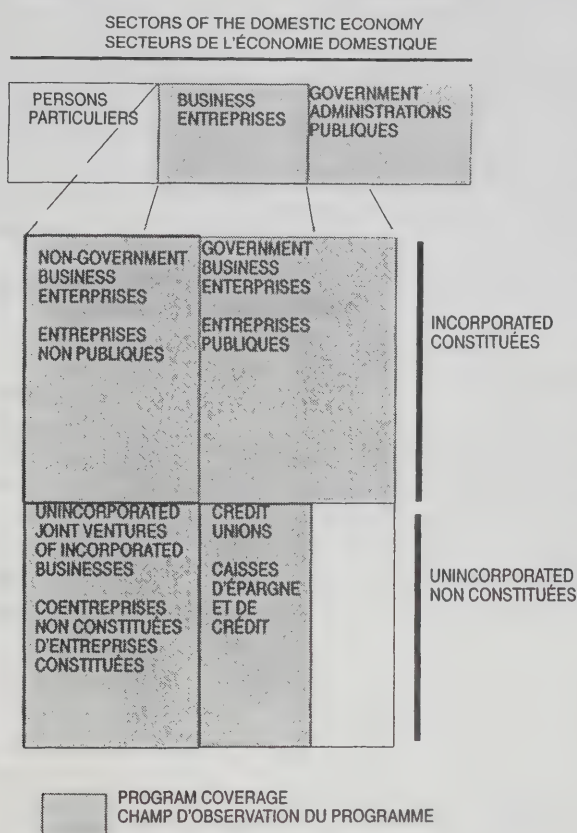 SECTORS OF THE DOMESTIC ECONOMY
SECTEURS DE L'ÉCONOMIE DOMESTIQUE
PERSONS
PARTICULIERS
BUSINESS
ENTREPRISES
GOVERNMENT
ADMINISTRATIONS
PUBLIQUES
NON-GOVERNMENT
BUSINESS
ENTERPRISES
ENTREPRISES
NON PUBLIQUES
GOVERNMENT
BUSINESS
ENTERPRISES
ENTREPRISES
PUBLIQUES
INCORPORATED
CONSTITUÉES
UNINCORPORATED
JOINT VENTURES
OF INCORPORATED
BUSINESSES
COENTREPRISES
NON CONSTITUÉES
D'ENTREPRISES
CONSTITUÉES
CREDIT
UNIONS
CAISSES
D'ÉPARGNE
ET DE
CRÉDIT
UNINCORPORATED
NON CONSTITUÉES
PROGRAM COVERAGE
CHAMP D'OBSERVATION DU PROGRAMME